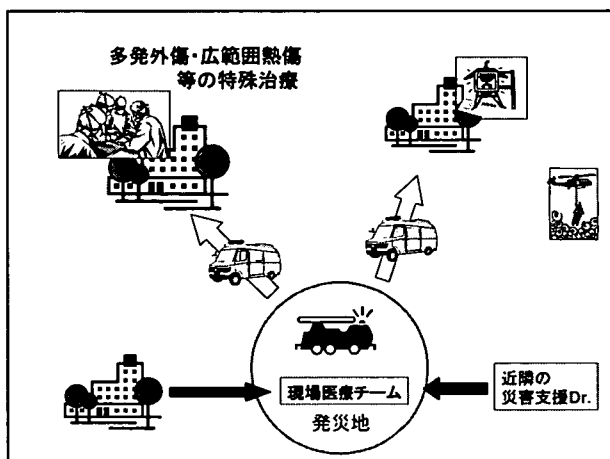 多発外傷・広範囲熱傷
等の特殊治療
現場医療チーム
発災地
近隣の
災害支援Dr.